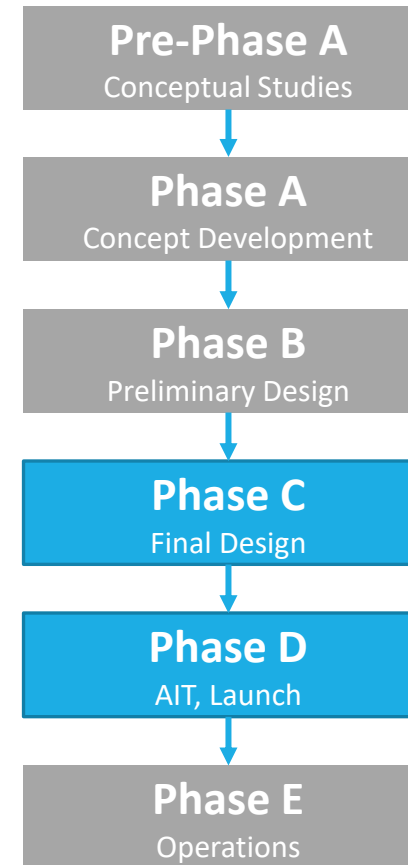 Pre-Phase A
Conceptual Studies
Phase A
Concept Development
Phase B
Preliminary Design
Phase C
Final Design
Phase D
AIT, Launch
Phase E
Operations